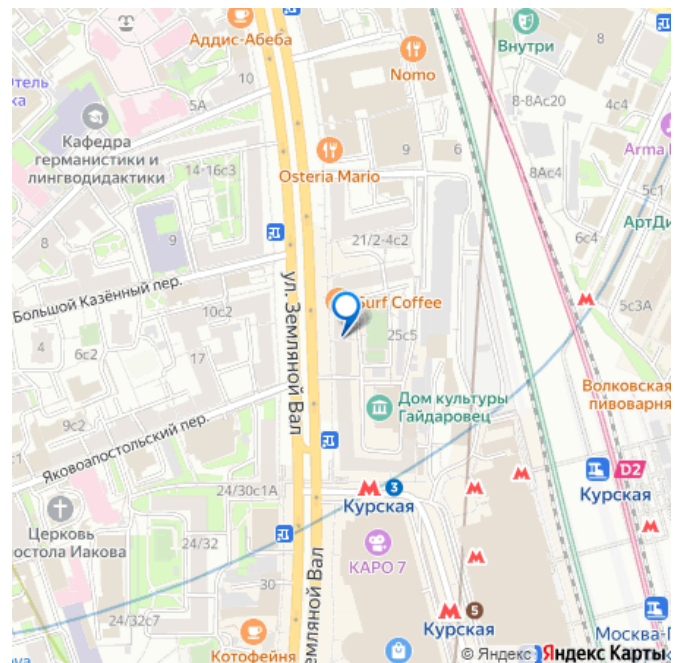 Аддис-Абеба
10
Nomo
Внутри
8
Отель
5А
8-8Ас20
4с4
Кафедра
германистики и
лингводидактики
14-16с3
Osteria Mario
9
6
8Ас4
Arma
5с1
АртДи
8
9
21/2-4с2
6с4
Большой Казённый пер.
ул. Земляной Вал
Surf Coffee
5с3А
4
6с2
17
25с5
Дом культуры
Гайдаровец
Волковская
пивоварня
9с2
Яковоапостольский пер.
24/30с1А
3
Курская
D2
Курская
Церковь
постола Иакова
24/32
КАРО 7
30
Земляной Вал
24/32с7
5
Курская
Москва-
Котофейня
© Яндекс
Яндекс Карты